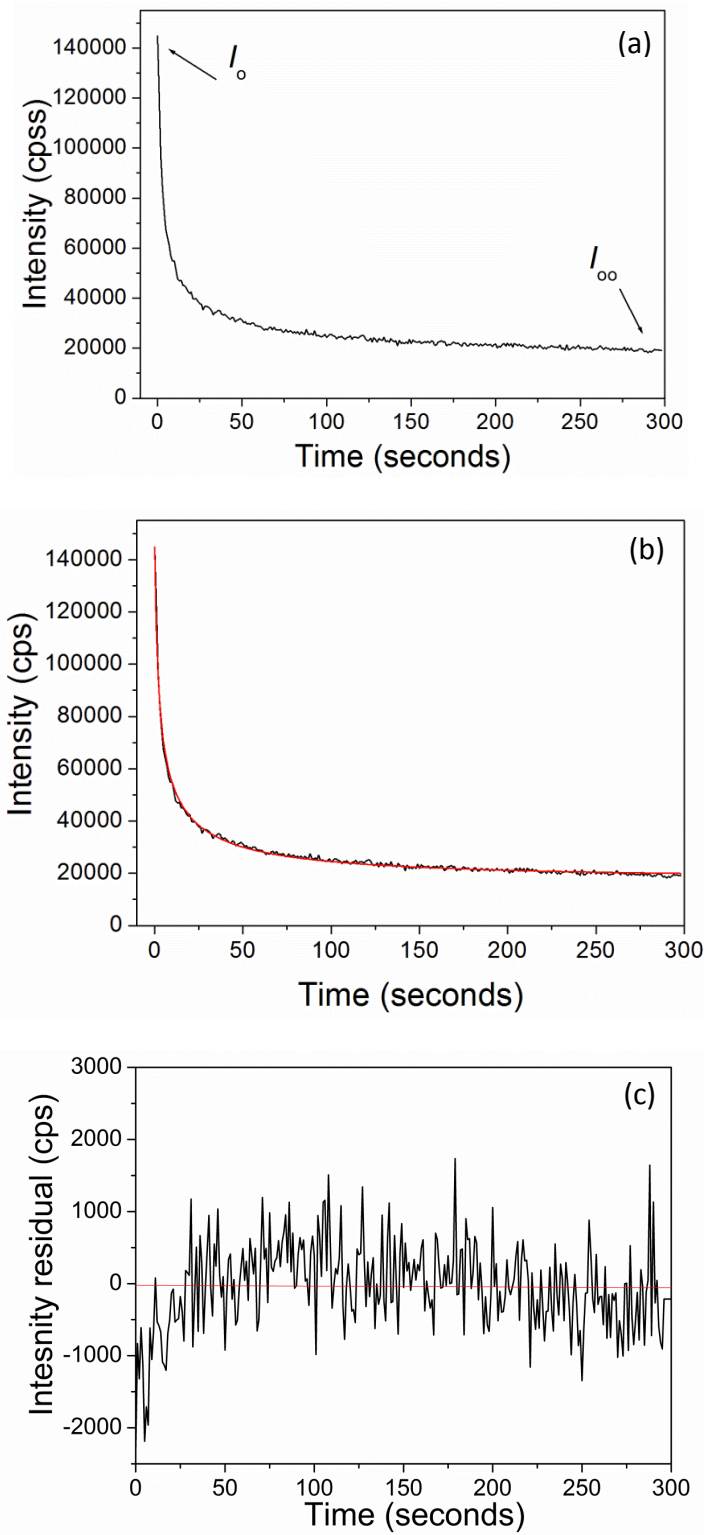 (a)
I o
140000
120000
100000
80000
60000
40000
20000
0
Intensity (cpss)
I oo
0 50 100 150 200 250 300
Time (seconds)
(b)
140000
120000
100000
80000
60000
40000
20000
0
Intensity (cps)
0 50 100 150 200 250 300
Time (seconds)
3000
(c)
2000
1000
0
-1000
-2000
Intesnity residual (cps)
0 50 100 150 200 250 300
Time (seconds)